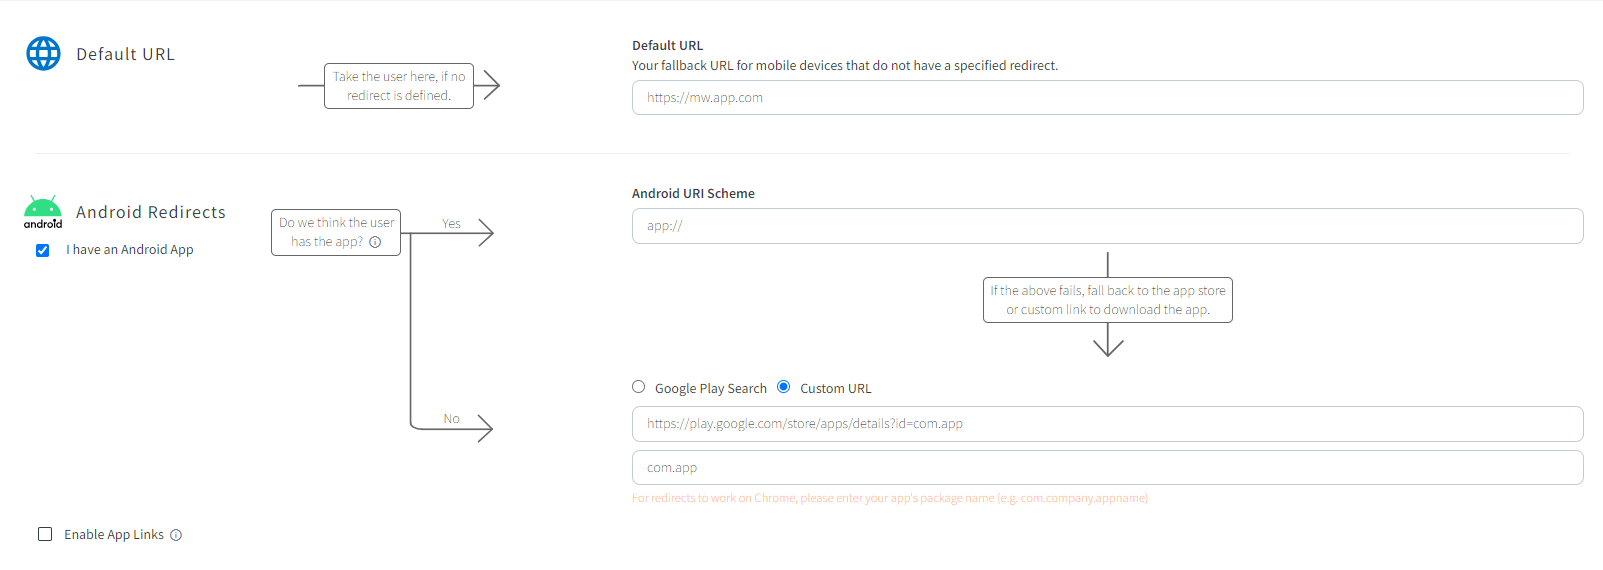 Default URL
Take the user here, if no
redirect is defined.
Default URL
Your fallback URL for mobile devices that do not have a specified redirect.
https://mw.app.com
android
Android Redirects
I have an Android App
Do we think the user
has the app?
Yes
No
Android URI Scheme
app://
If the above fails, fall back to the app store
or custom link to download the app.
Google Play Search Custom URL
https://play.google.com/store/apps/details?id=com.app
com.app
For redirects to work on Chrome, please enter your app's package name (e.g. com.company.appname)
Enable App Links